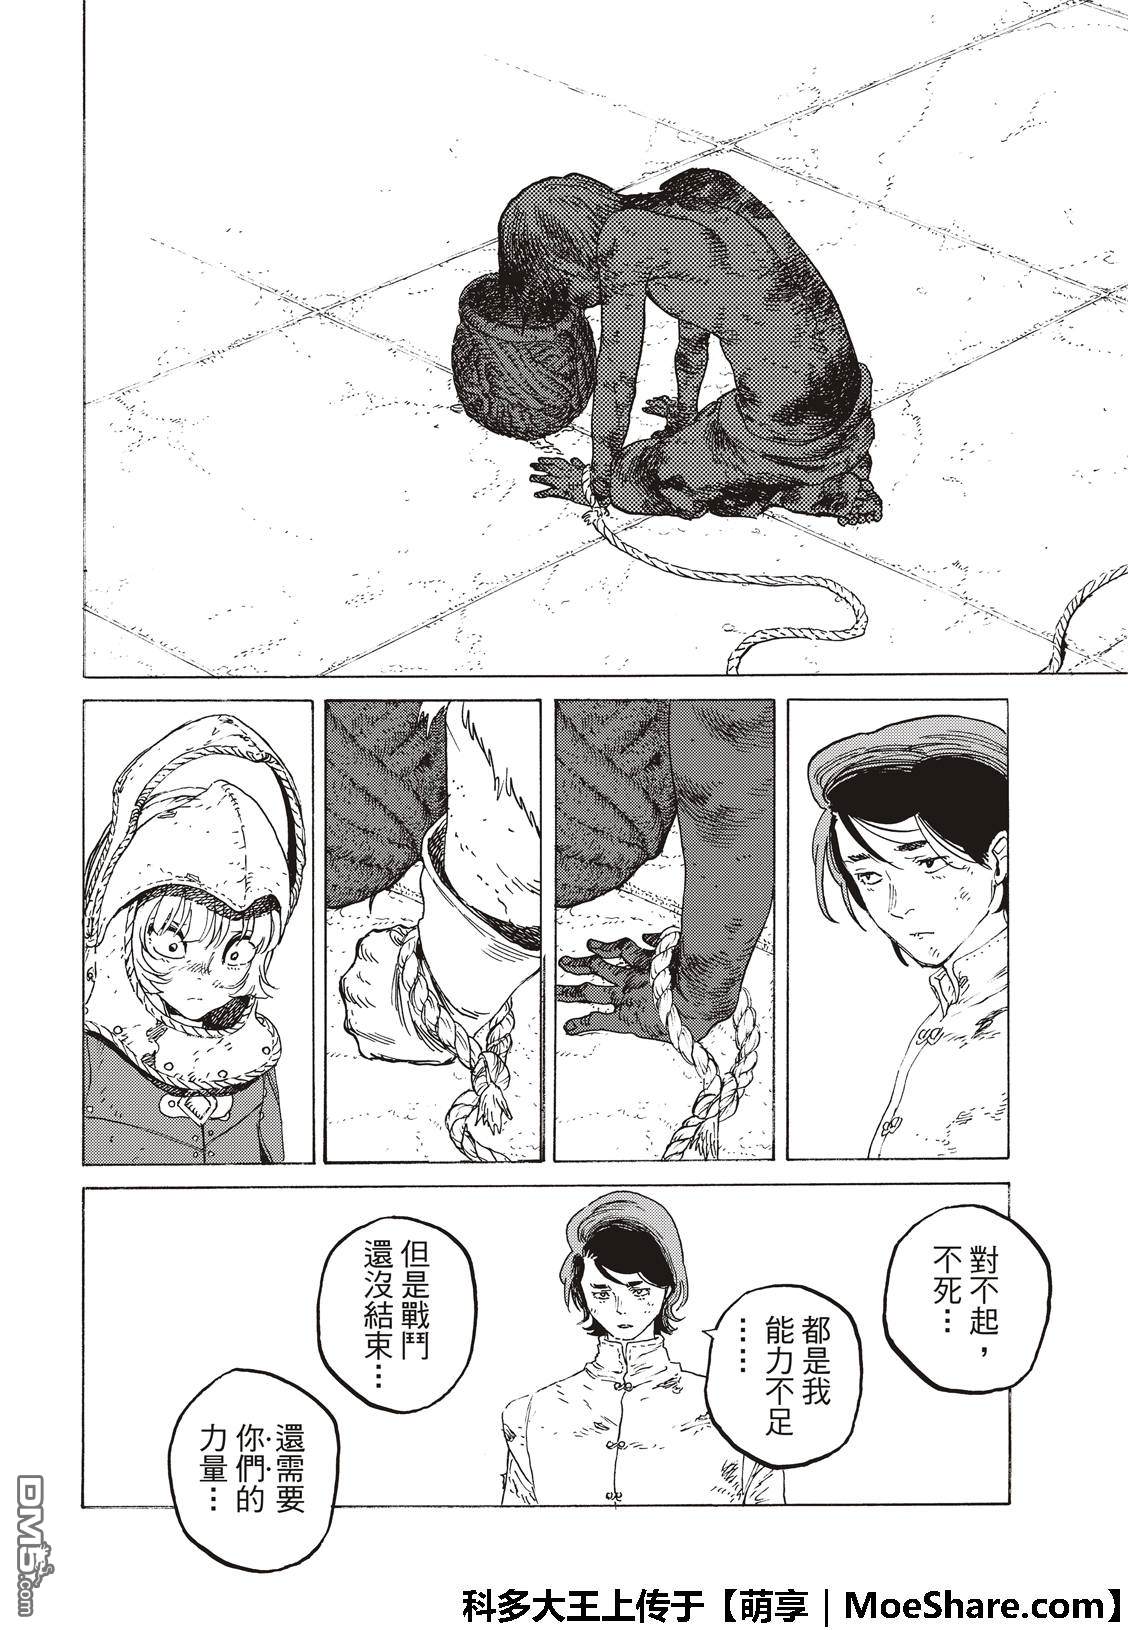 對不起，
不死…
都是我
能力不足
……
但是戰鬥
還沒結束…
還需要
你們的
力量…
DM5.com
科多大王上传于【萌享｜MoeShare.com】